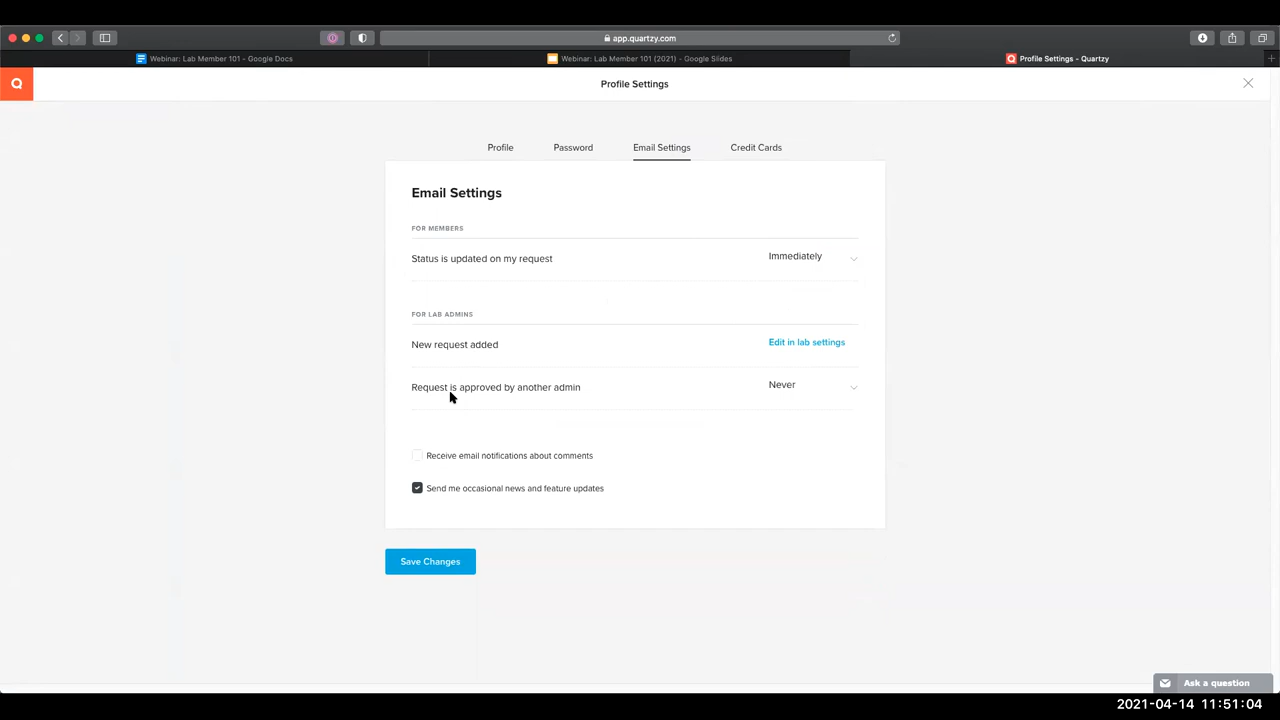 app.quartzy.com
Webinar: Lab Member 101 - Google Docs
Webinar: Lab Member 101 (2021) - Google Slides
Profile Settings - Quartzy
Profile Settings
Profile
Password
Email Settings
Credit Cards
Email Settings
FOR MEMBERS
Status is updated on my request
Immediately
FOR LAB ADMINS
New request added
Edit in lab settings
Request is approved by another admin
Never
Receive email notifications about comments
Send me occasional news and feature updates
Save Changes
Ask a question
2021-04-14 11:51:04